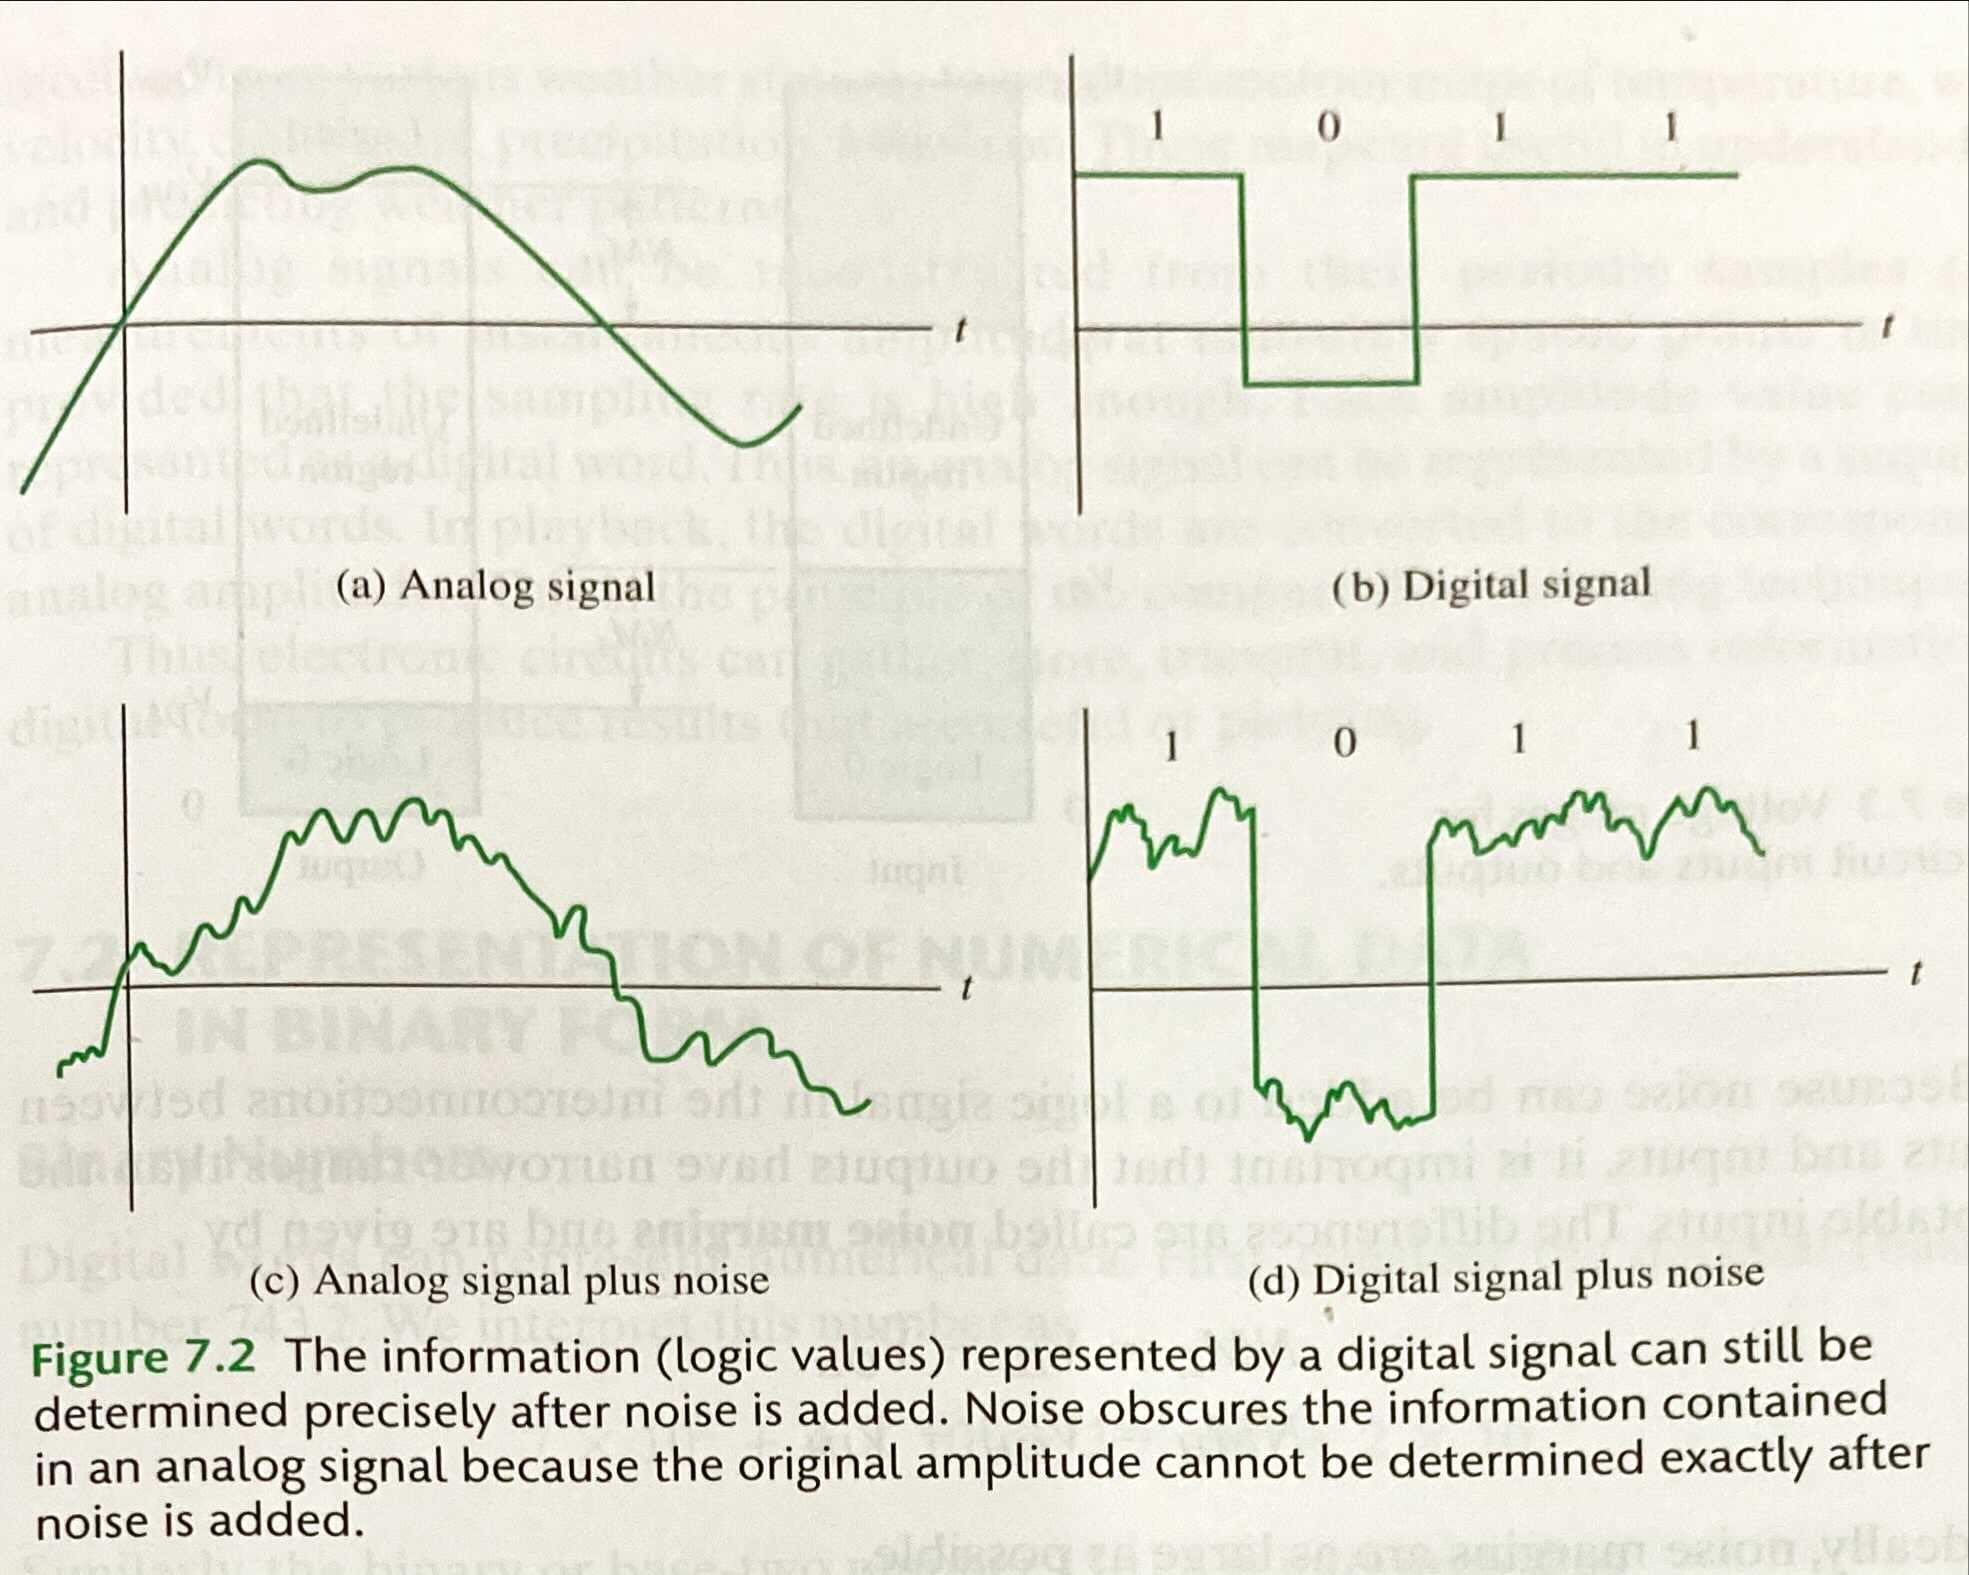 1 0 1 1
t
t
(a) Analog signal
(b) Digital signal
1 0 1 1
t
t
(c) Analog signal plus noise
(d) Digital signal plus noise
Figure 7.2 The information (logic values) represented by a digital signal can still be
determined precisely after noise is added. Noise obscures the information contained
in an analog signal because the original amplitude cannot be determined exactly after
noise is added.